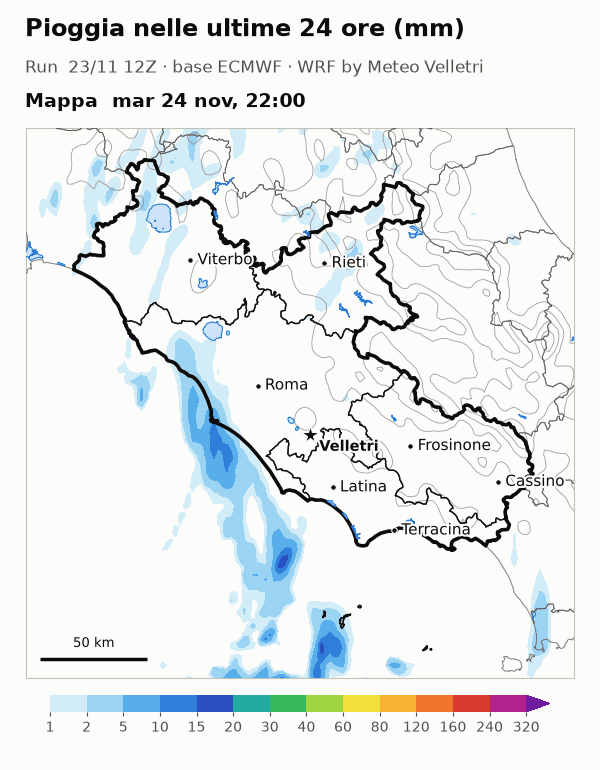 Pioggia nelle ultime 24 ore (mm)
Run  23/11 12Z · base ECMWF · WRF by Meteo Velletri
Mappa  mar 24 nov, 22:00
Viterbo
Rieti
Roma
Velletri
Frosinone
Latina
Cassino
Terracina
50 km
1 2 5 10 15 20 30 40 60 80 120 160 240 320